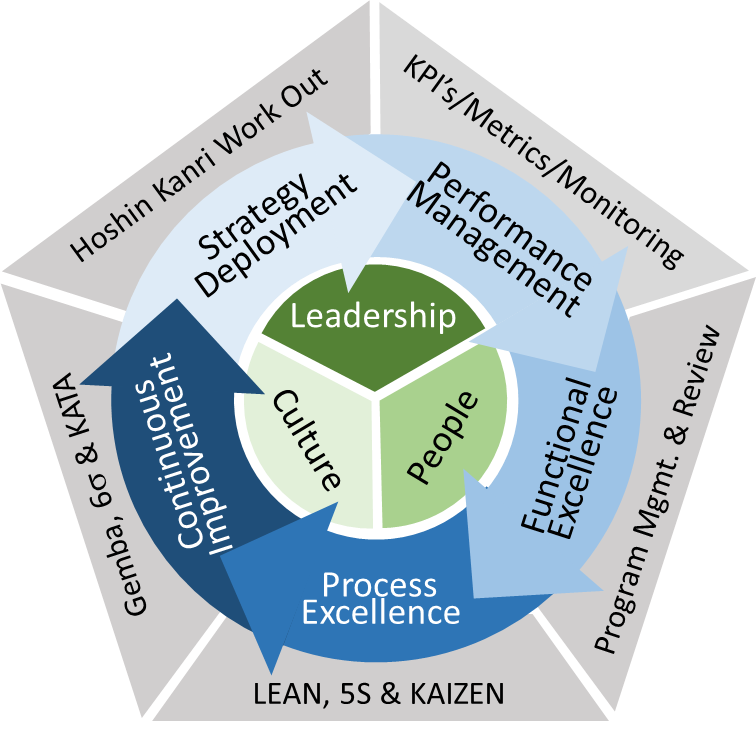 Hoshin Kanri Work Out
KPI's/Metrics/Monitoring
Strategy
Deployment
Performance
Management
Leadership
Culture
People
Continuous
Improvement
Functional
Excellence
Gemba, 6σ & KATA
Program Mgmt. & Review
Process
Excellence
LEAN, 5S & KAIZEN